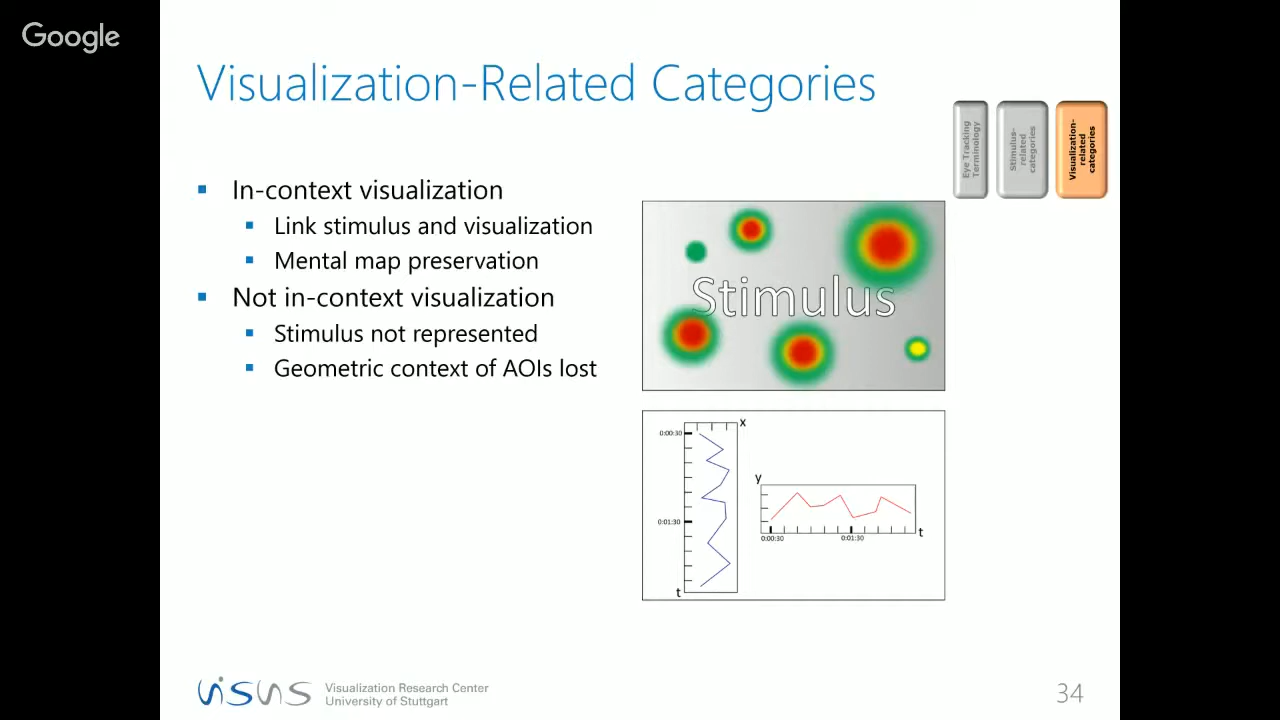 Google
Visualization-Related Categories
Eye Tracking
Terminology
Stimulus-
related
categories
Visualization-
related
categories
In-context visualization
Link stimulus and visualization
Mental map preservation
Not in-context visualization
Stimulus not represented
Geometric context of AOIs lost
Stimulus
x
0:00:30
0:01:30
t
y
0:00:30
0:01:30
t
VISUS
Visualization Research Center
University of Stuttgart
34